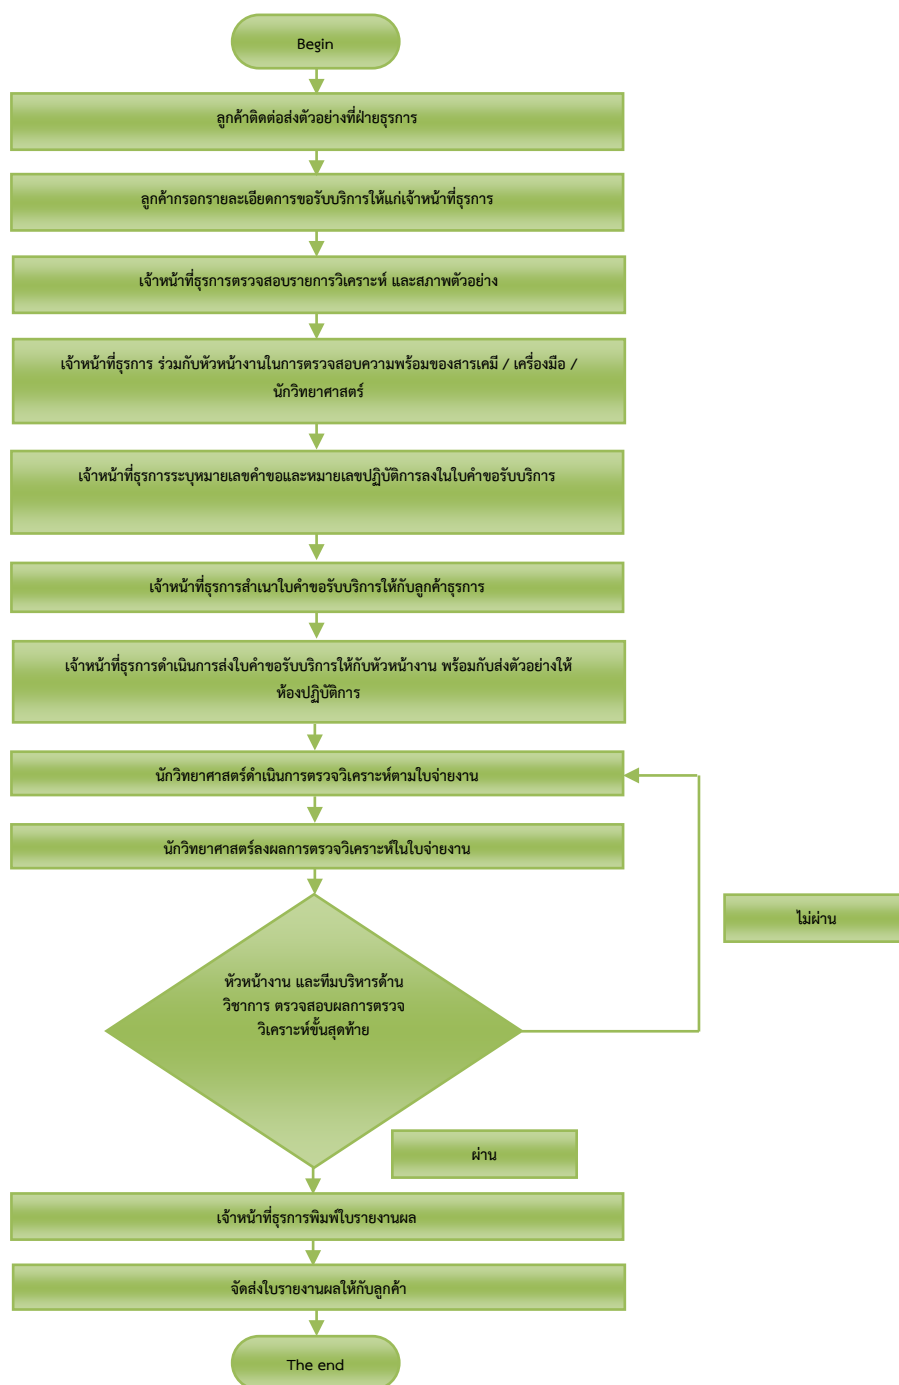 Begin
ลูกค้าติดต่อส่งตัวอย่างที่ฝ่ายธุรการ
ลูกค้ากรอกรายละเอียดการขอรับบริการให้แก่เจ้าหน้าที่ธุรการ
เจ้าหน้าที่ธุรการตรวจสอบรายการวิเคราะห์ และสภาพตัวอย่าง
เจ้าหน้าที่ธุรการ ร่วมกับหัวหน้างานในการตรวจสอบความพร้อมของสารเคมี / เครื่องมือ /
นักวิทยาศาสตร์
เจ้าหน้าที่ธุรการระบุหมายเลขคำขอและหมายเลขปฏิบัติการลงในใบคำขอรับบริการ
เจ้าหน้าที่ธุรการสำเนาใบคำขอรับบริการให้กับลูกค้าธุรการ
เจ้าหน้าที่ธุรการดำเนินการส่งใบคำขอรับบริการให้กับหัวหน้างาน พร้อมกับส่งตัวอย่างให้
ห้องปฏิบัติการ
นักวิทยาศาสตร์ดำเนินการตรวจวิเคราะห์ตามใบจ่ายงาน
นักวิทยาศาสตร์ลงผลการตรวจวิเคราะห์ในใบจ่ายงาน
ไม่ผ่าน
หัวหน้างาน และทีมบริหารด้าน
วิชาการ ตรวจสอบผลการตรวจ
วิเคราะห์ขั้นสุดท้าย
ผ่าน
เจ้าหน้าที่ธุรการพิมพ์ใบรายงานผล
จัดส่งใบรายงานผลให้กับลูกค้า
The end